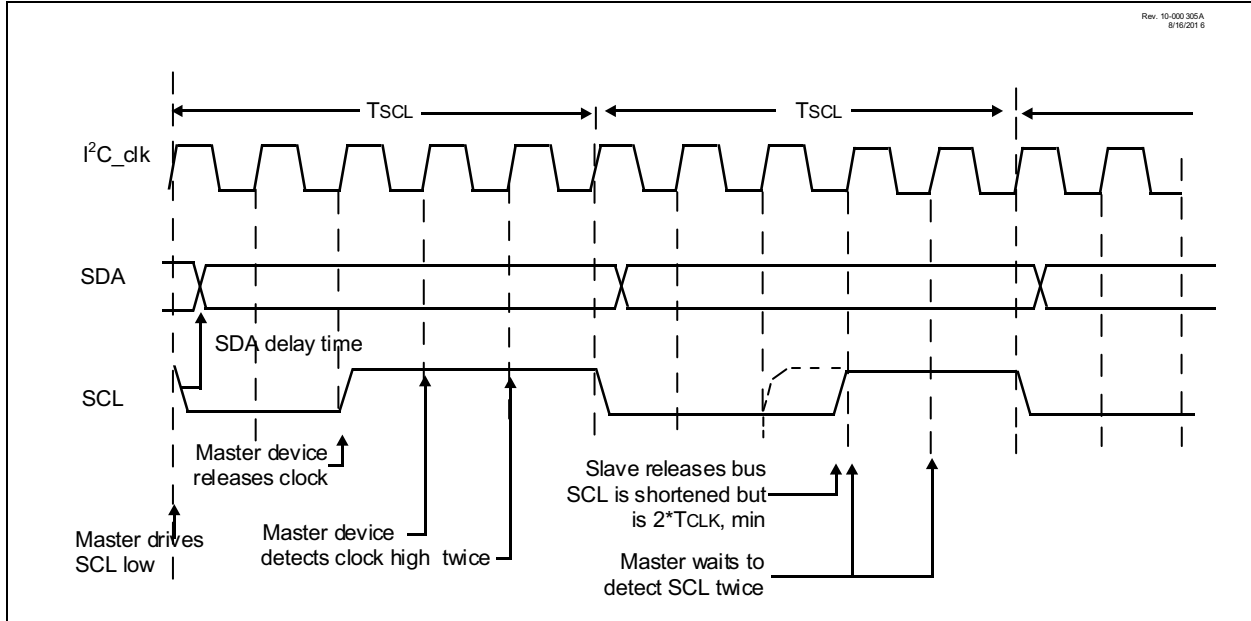 Rev. 10-000 305A
8/16/201 6
TSCL
TSCL
I²C_clk
SDA
SDA delay time
SCL
Master device
releases clock
Master drives
SCL low
Master device
detects clock high twice
Slave releases bus
SCL is shortened but
is 2*TCLK, min
Master waits to
detect SCL twice